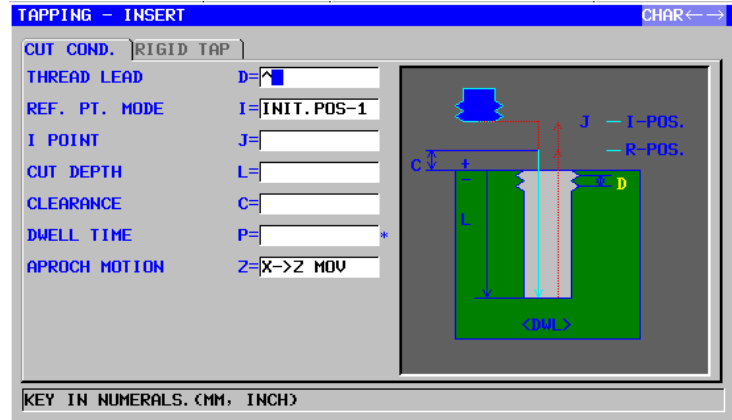 TAPPING - INSERT CHAR←→
CUT COND. RIGID TAP
THREAD LEAD D=^
REF. PT. MODE I=INIT.POS-1
I POINT J=
CUT DEPTH L=
CLEARANCE C=
DWELL TIME P= *
APROCH MOTION Z=X->Z MOV
J - I-POS.
- R-POS.
C + -
D
L
<DWL>
KEY IN NUMERALS.(MM, INCH)